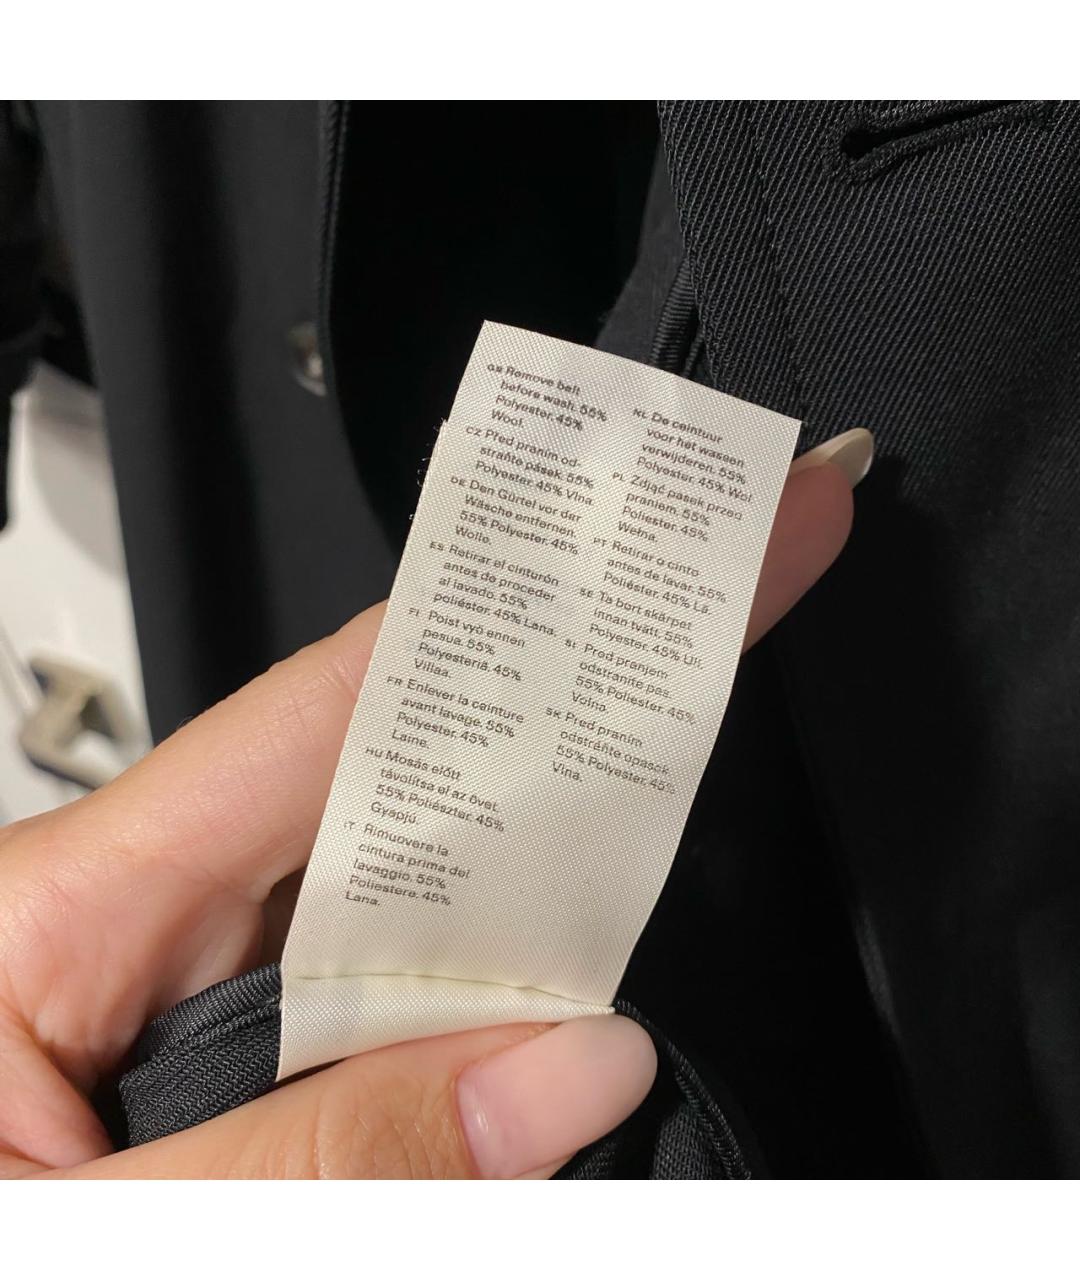 GB Remove belt
before wash. 55%
Polyester. 45%
Wool.
CZ Před praním od-
straňte pásek. 55%
Polyester 45% Vlna.
DE Den Gürtel vor der
Wäsche entfernen.
55% Polyester. 45%
Wolle.
ES Retirar el cinturón
antes de proceder
al lavado. 55%
poliéster. 45% Lana.
FI Poist vyö ennen
pesua. 55%
Polyesteriä. 45%
Villaa.
FR Enlever la ceinture
avant lavage. 55%
Polyester. 45%
Laine.
HU Mosás előtt
távolítsa el az övet.
55% Poliészter. 45%
Gyapjú.
IT Rimuovere la
cintura prima del
lavaggio. 55%
Poliestere. 45%
Lana.
NL De ceintuur
voor het wassen
verwijderen. 55%
Polyester. 45% Wol
PL Zdjąć pasek przed
praniem. 55%
Poliester. 45%
Wełna.
PT Retirar o cinto
antes de lavar. 55%
Poliéster 45% Lã.
SE Ta bort skärpet
innan tvätt. 55%
Polyester. 45% Ull.
SI Pred pranjem
odstranite pas.
55% Poliester. 45%
Volna.
SK Pred praním
odstráňte opasok
55% Polyester. 45%
Vlna.